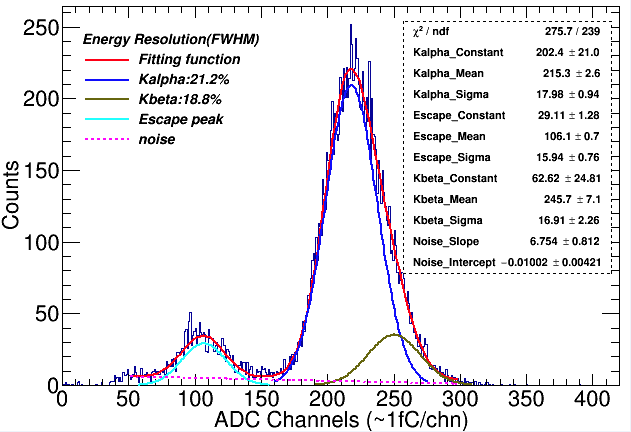 Energy Resolution(FWHM)
Fitting function
Kalpha:21.2%
Kbeta:18.8%
Escape peak
noise
χ² / ndf 275.7 / 239
Kalpha_Constant 202.4 ± 21.0
Kalpha_Mean 215.3 ± 2.6
Kalpha_Sigma 17.98 ± 0.94
Escape_Constant 29.11 ± 1.28
Escape_Mean 106.1 ± 0.7
Escape_Sigma 15.94 ± 0.76
Kbeta_Constant 62.62 ± 24.81
Kbeta_Mean 245.7 ± 7.1
Kbeta_Sigma 16.91 ± 2.26
Noise_Slope 6.754 ± 0.812
Noise_Intercept −0.01002 ± 0.00421
Counts
250
200
150
100
50
0
0 50 100 150 200 250 300 350 400
ADC Channels (~1fC/chn)